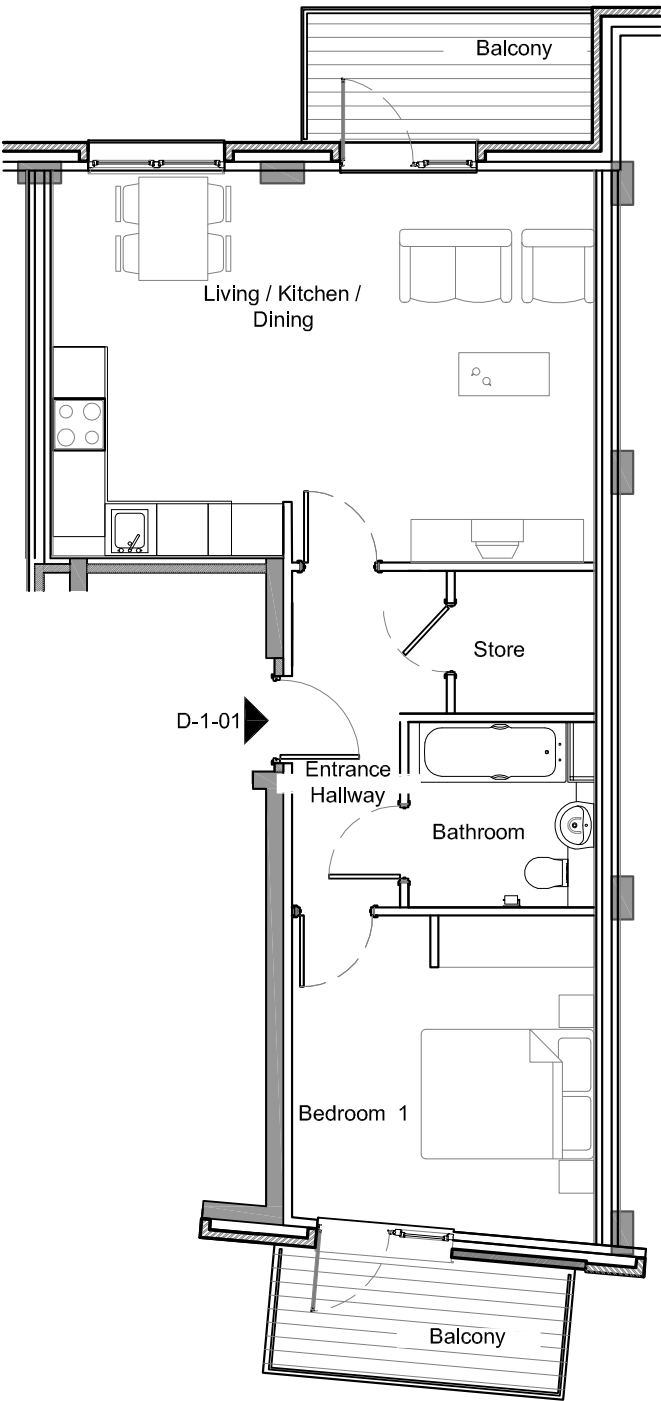 Balcony
Living / Kitchen /
Dining
Store
D-1-01
Entrance
Hallway
Bathroom
Bedroom 1
Balcony